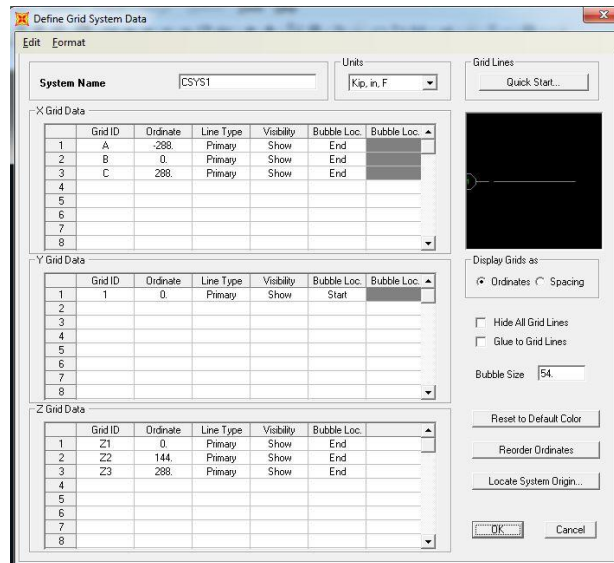 Define Grid System Data
Edit Format
System Name CSYS1
Units
Kip, in, F
Grid Lines
Quick Start...
X Grid Data
Grid ID Ordinate Line Type Visibility Bubble Loc. Bubble Loc.
1 A -288. Primary Show End
2 B 0. Primary Show End
3 C 288. Primary Show End
4
5
6
7
8
Y Grid Data
Grid ID Ordinate Line Type Visibility Bubble Loc. Bubble Loc.
1 1 0. Primary Show Start
2
3
4
5
6
7
8
Display Grids as
Ordinates Spacing
Hide All Grid Lines
Glue to Grid Lines
Bubble Size 54.
Z Grid Data
Grid ID Ordinate Line Type Visibility Bubble Loc.
1 Z1 0. Primary Show End
2 Z2 144. Primary Show End
3 Z3 288. Primary Show End
4
5
6
7
8
Reset to Default Color
Reorder Ordinates
Locate System Origin...
OK Cancel